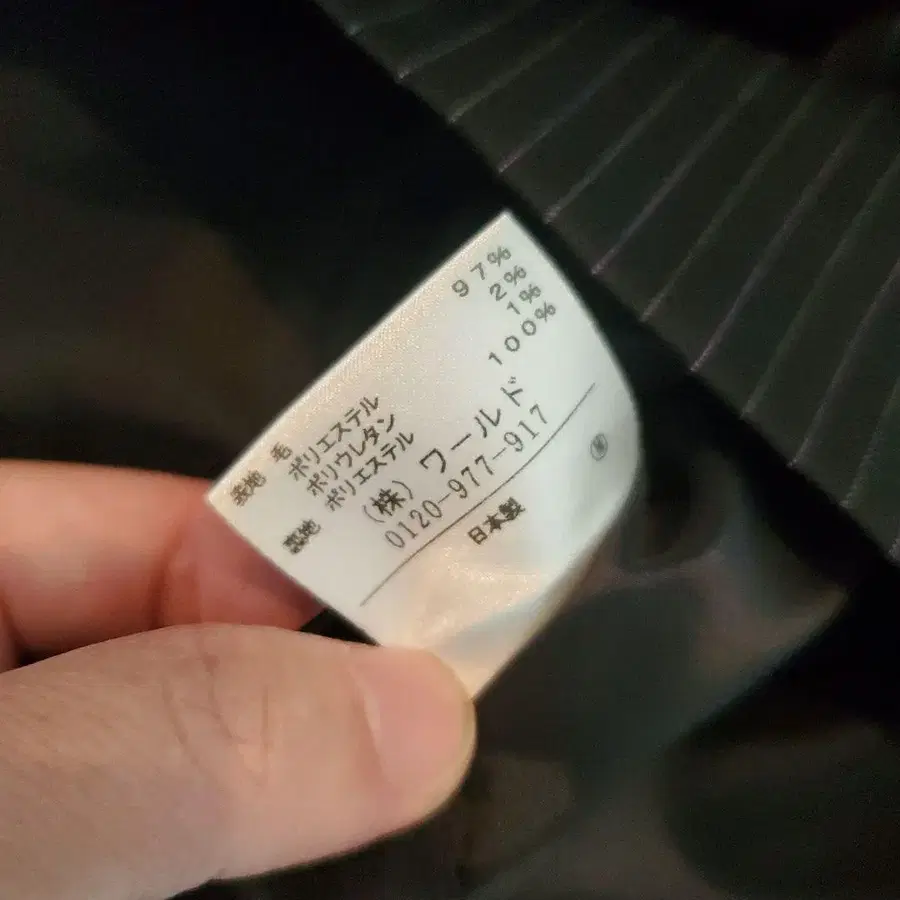 表地 毛 97%
ポリエステル 2%
ポリウレタン 1%
裏地 ポリエステル 100%
(株)ワールド
0120-977-917
日本製